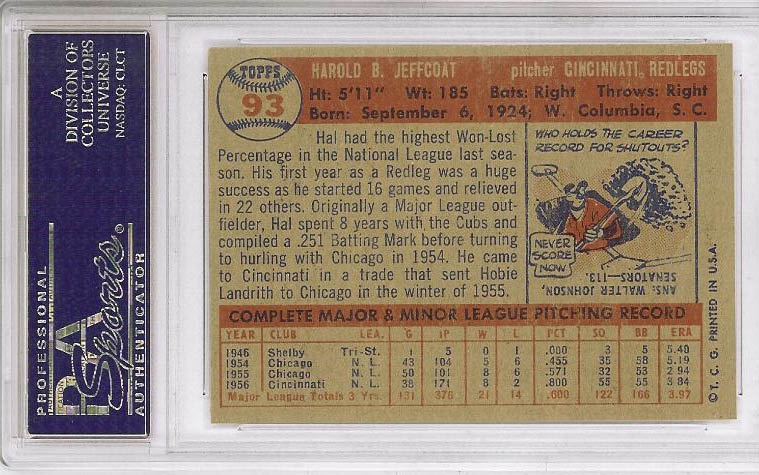 A
DIVISION OF
COLLECTORS
UNIVERSE
NASDAQ: CLCT
PROFESSIONAL
PSA
Sports®
AUTHENTICATOR
TOPPS
93
HAROLD B. JEFFCOAT pitcher CINCINNATI REDLEGS
Ht: 5'11" Wt: 185 Bats: Right Throws: Right
Born: September 6, 1924; W. Columbia, S. C.
Hal had the highest Won-Lost
Percentage in the National League last sea-
son. His first year as a Redleg was a huge
success as he started 16 games and relieved
in 22 others. Originally a Major League out-
fielder, Hal spent 8 years with the Cubs and
compiled a .251 Batting Mark before turning
to hurling with Chicago in 1954. He came
to Cincinnati in a trade that sent Hobie
Landrith to Chicago in the winter of 1955.
WHO HOLDS THE CAREER
RECORD FOR SHUTOUTS?
NEVER
SCORE
NOW
ANS: WALTER JOHNSON,
SENATORS-113.
COMPLETE MAJOR & MINOR LEAGUE PITCHING RECORD
YEAR CLUB LEA. G IP W L PCT SO BB ERA
1946 Shelby Tri-St. 1 5 0 1 .000 3 5 5.40
1954 Chicago N. L. 43 104 5 6 .455 35 58 5.19
1955 Chicago N. L. 50 101 8 6 .571 32 53 2.94
1956 Cincinnati N. L. 38 171 8 2 .800 55 55 3.84
Major League Totals 3 Yrs. 131 376 21 14 .600 122 166 3.97
© T. C. G. PRINTED IN U.S.A.